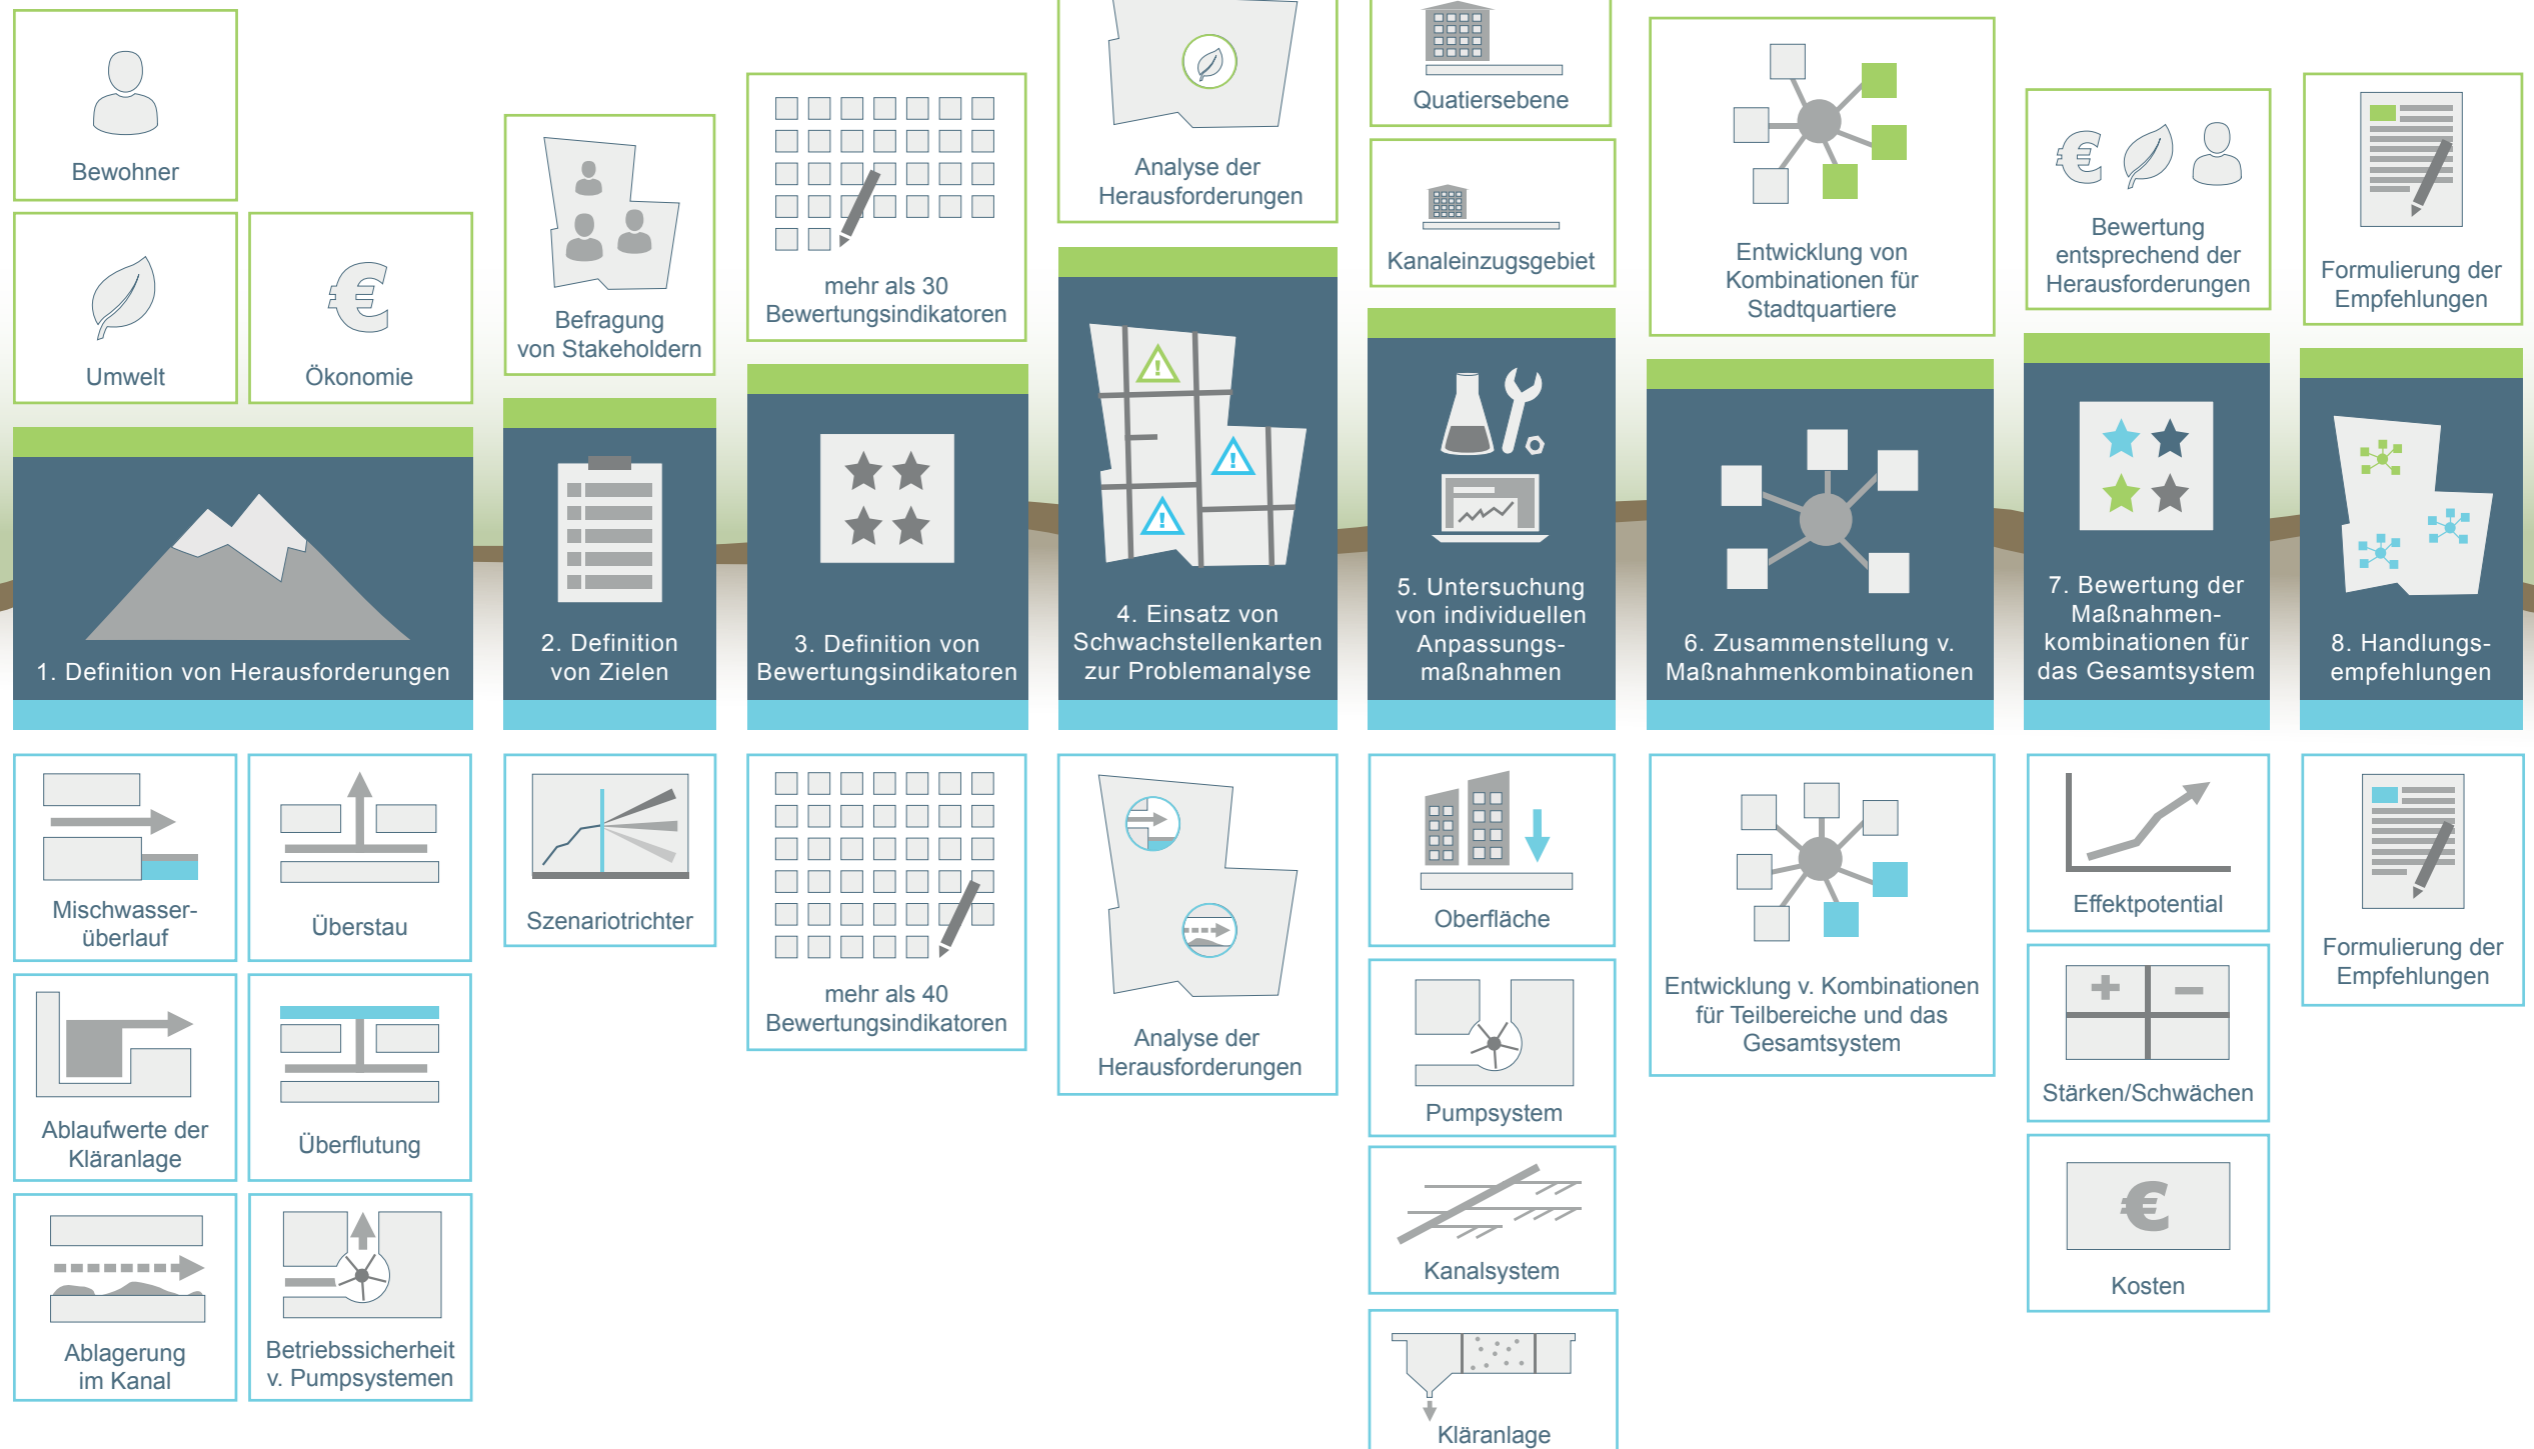 Bewohner
Umwelt
Ökonomie
Befragung
von Stakeholdern
mehr als 30
Bewertungsindikatoren
Analyse der
Herausforderungen
Quatiersebene
Kanaleinzugsgebiet
Entwicklung von
Kombinationen für
Stadtquartiere
Bewertung
entsprechend der
Herausforderungen
Formulierung der
Empfehlungen
1. Definition von Herausforderungen
2. Definition
von Zielen
3. Definition von
Bewertungsindikatoren
4. Einsatz von
Schwachstellenkarten
zur Problemanalyse
5. Untersuchung
von individuellen
Anpassungs-
maßnahmen
6. Zusammenstellung v.
Maßnahmenkombinationen
7. Bewertung der
Maßnahmen-
kombinationen für
das Gesamtsystem
8. Handlungs-
empfehlungen
Mischwasser-
überlauf
Überstau
Ablaufwerte der
Kläranlage
Überflutung
Ablagerung
im Kanal
Betriebssicherheit
v. Pumpsystemen
Szenariotrichter
mehr als 40
Bewertungsindikatoren
Analyse der
Herausforderungen
Oberfläche
Pumpsystem
Kanalsystem
Kläranlage
Entwicklung v. Kombinationen
für Teilbereiche und das
Gesamtsystem
Effektpotential
Stärken/Schwächen
Kosten
Formulierung der
Empfehlungen